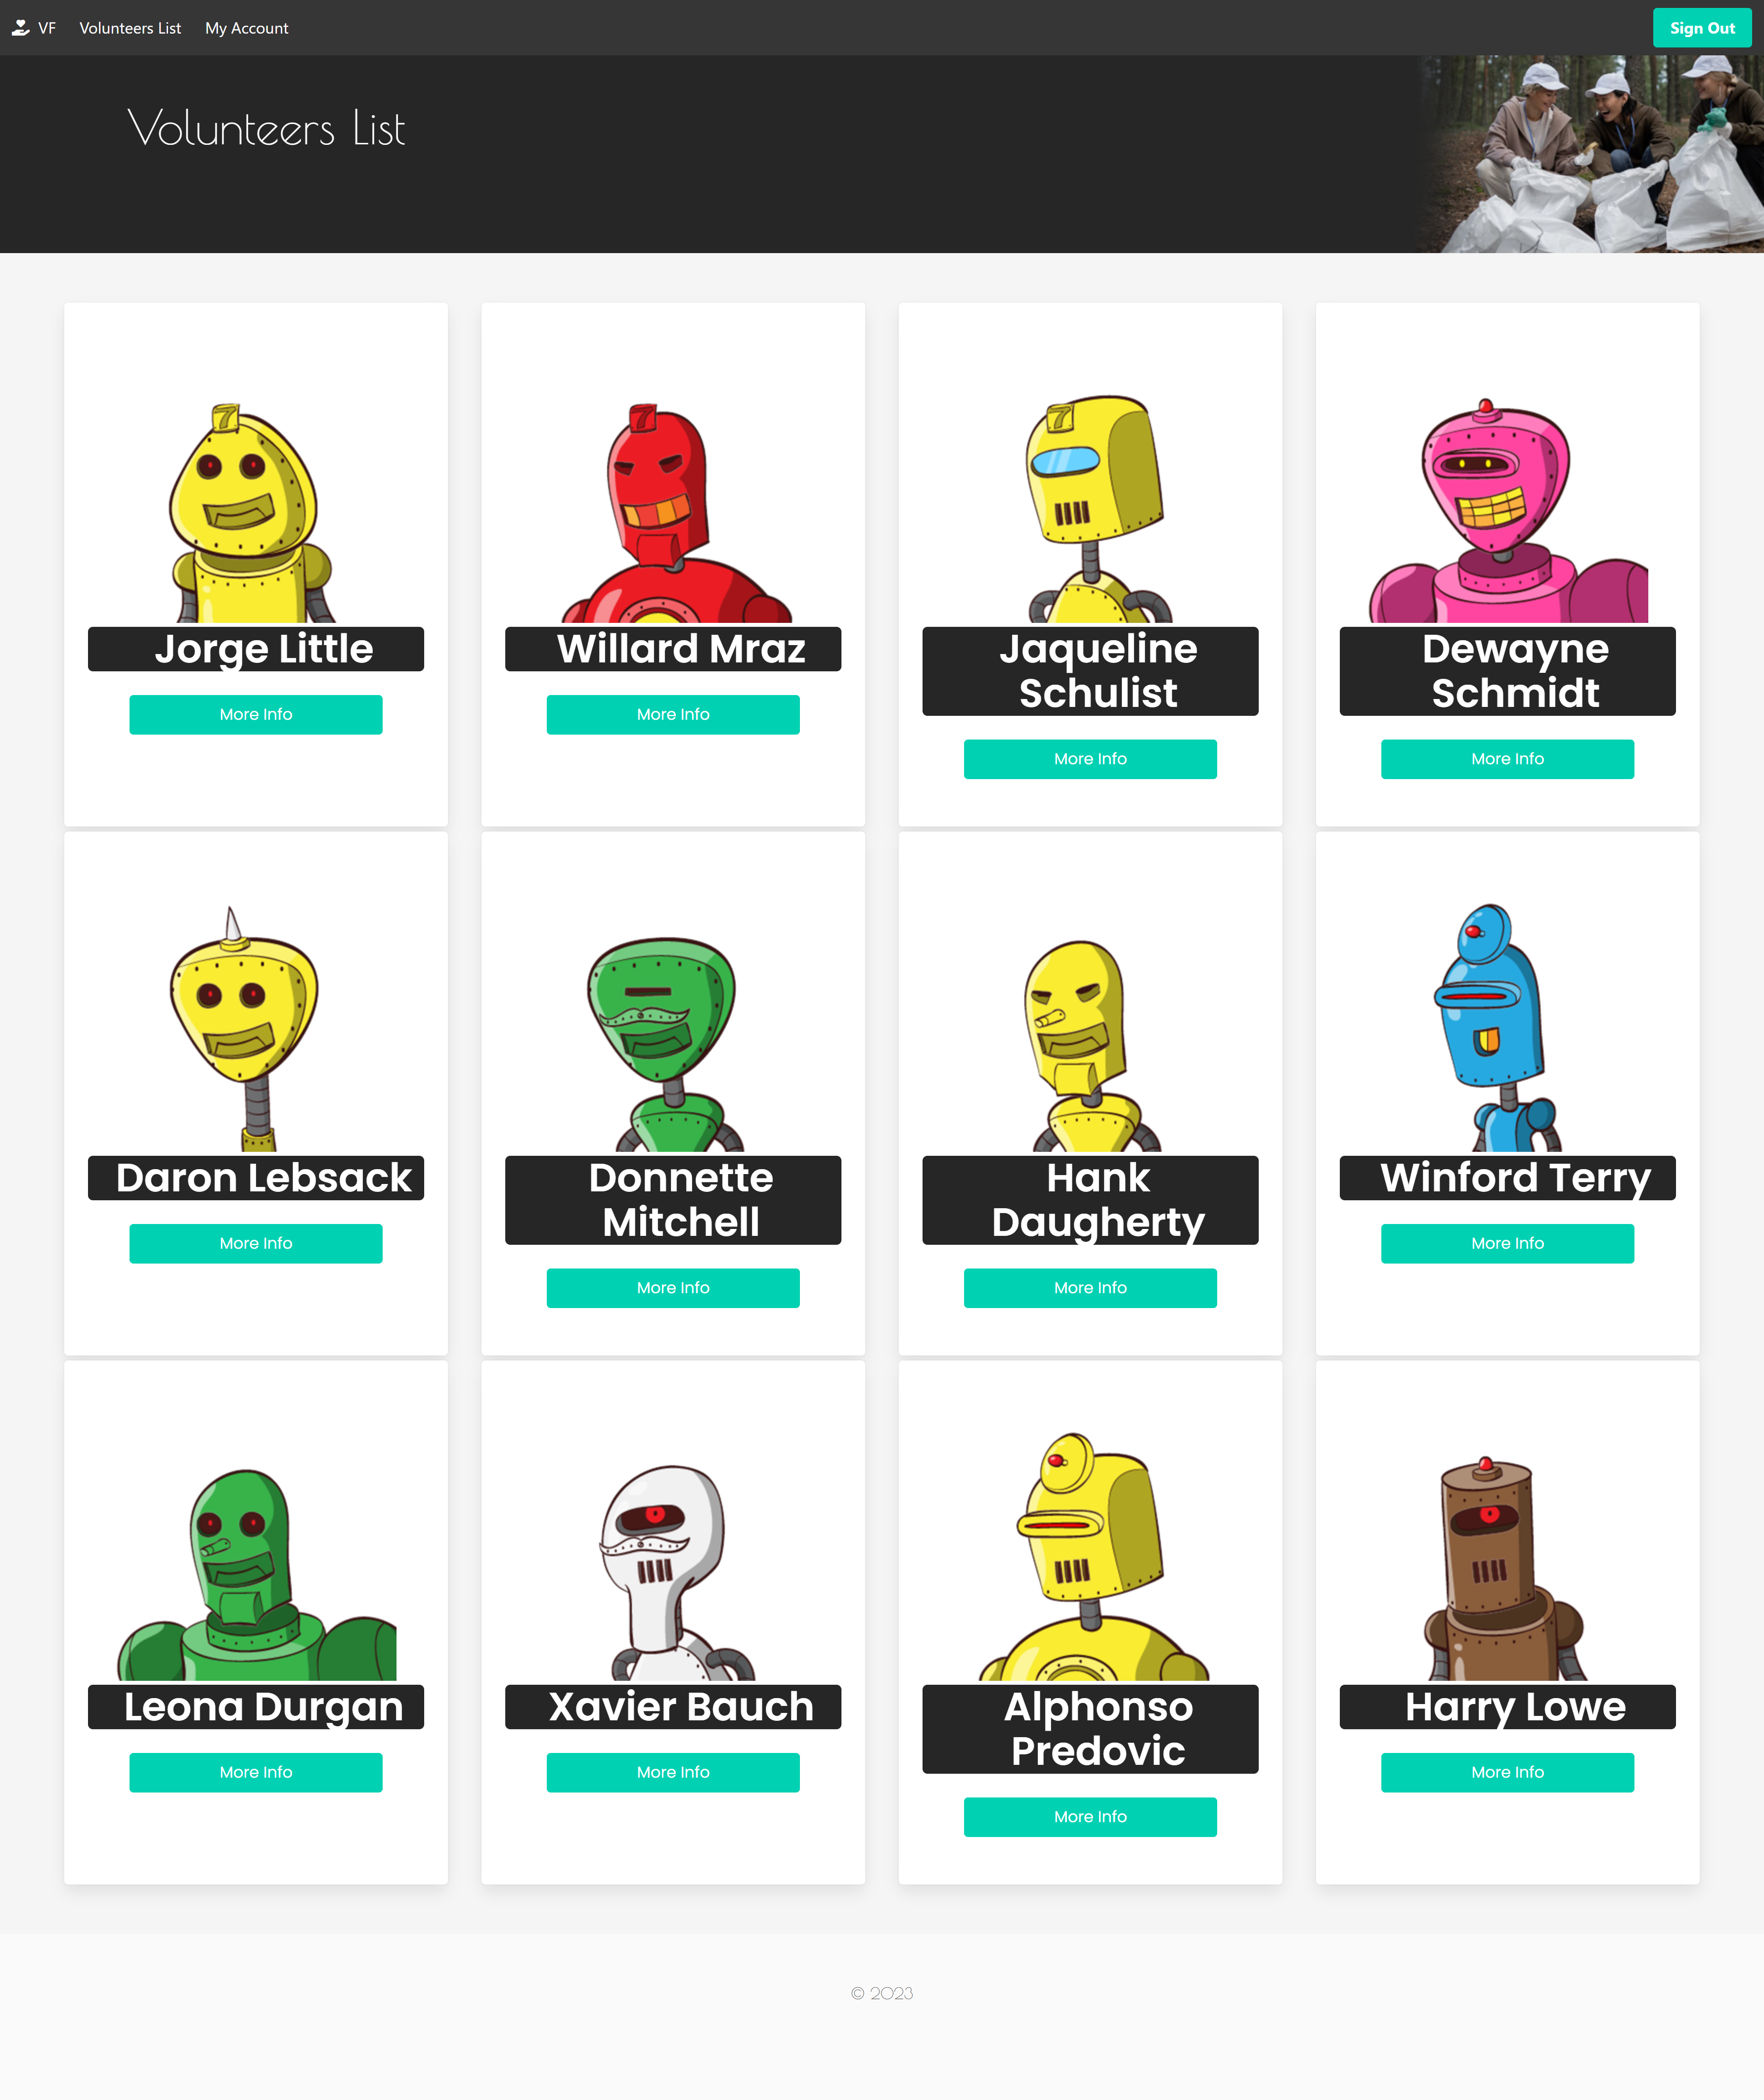 VF Volunteers List My Account Sign Out
Volunteers List
7
7
7
Jorge Little
More Info
Willard Mraz
More Info
Jaqueline
Schulist
More Info
Dewayne
Schmidt
More Info
Daron Lebsack
More Info
Donnette
Mitchell
More Info
Hank
Daugherty
More Info
Winford Terry
More Info
Leona Durgan
More Info
Xavier Bauch
More Info
Alphonso
Predovic
More Info
Harry Lowe
More Info
© 2023